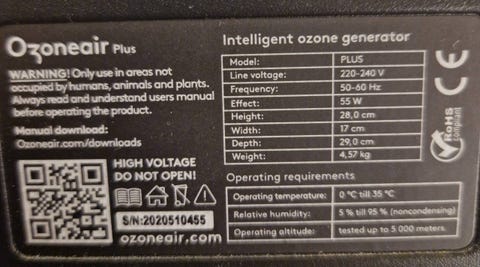 Ozoneair Plus
WARNING! Only use in areas not
occupied by humans, animals and plants.
Always read and understand users manual
before operating the product.
Manual download:
Ozoneair.com/downloads
HIGH VOLTAGE
DO NOT OPEN!
S/N:2020510455
ozoneair.com
Intelligent ozone generator
Model: PLUS
Line voltage: 220-240 V
Frequency: 50-60 Hz
Effect: 55 W
Height: 28,0 cm
Width: 17 cm
Depth: 29,0 cm
Weight: 4,57 kg
Operating requirements
Operating temperature: 0 °C till 35 °C
Relative humidity: 5 % till 95 % (noncondensing)
Operating altitude: tested up to 5 000 meters.
CE
RoHS
compliant